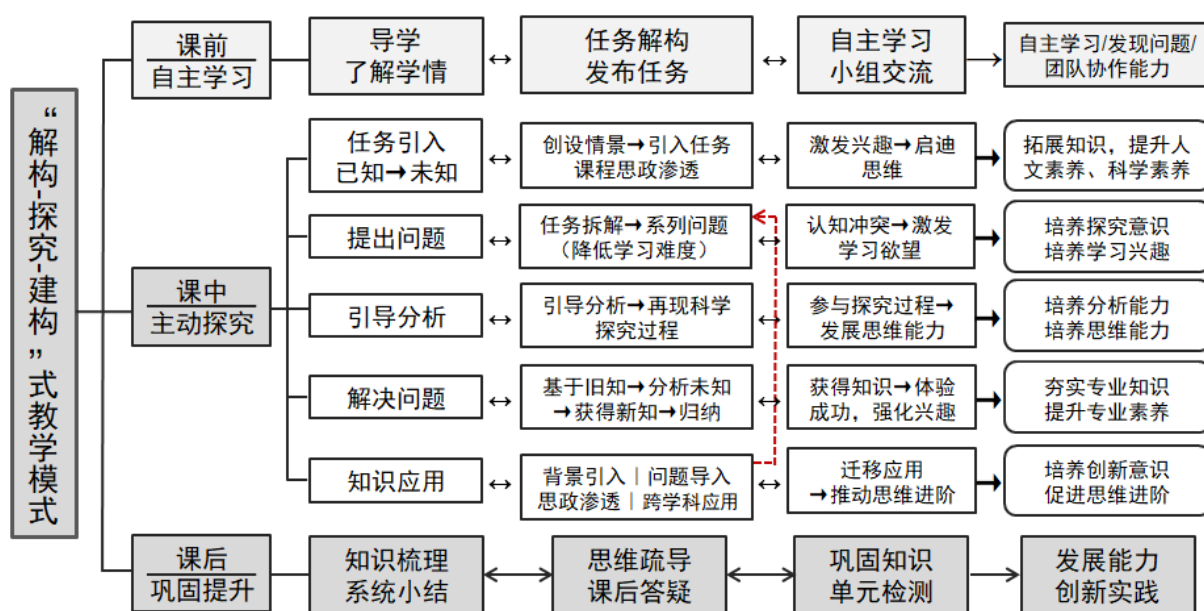 “解构-探究-建构”式教学模式
课前
自主学习
导学
了解学情
↔
任务解构
发布任务
↔
自主学习
小组交流
自主学习/发现问题/
团队协作能力
课中
主动探究
任务引入
已知→未知
↔
创设情景→引入任务
课程思政渗透
↔
激发兴趣→启迪
思维
拓展知识，提升人
文素养、科学素养
提出问题
↔
任务拆解→系列问题
（降低学习难度）
↔
认知冲突→激发
学习欲望
培养探究意识
培养学习兴趣
引导分析
↔
引导分析→再现科学
探究过程
↔
参与探究过程→
发展思维能力
培养分析能力
培养思维能力
解决问题
↔
基于旧知→分析未知
→获得新知→归纳
↔
获得知识→体验
成功，强化兴趣
夯实专业知识
提升专业素养
知识应用
↔
背景引入｜问题导入
思政渗透｜跨学科应用
↔
迁移应用
→推动思维进阶
培养创新意识
促进思维进阶
课后
巩固提升
知识梳理
系统小结
思维疏导
课后答疑
巩固知识
单元检测
发展能力
创新实践